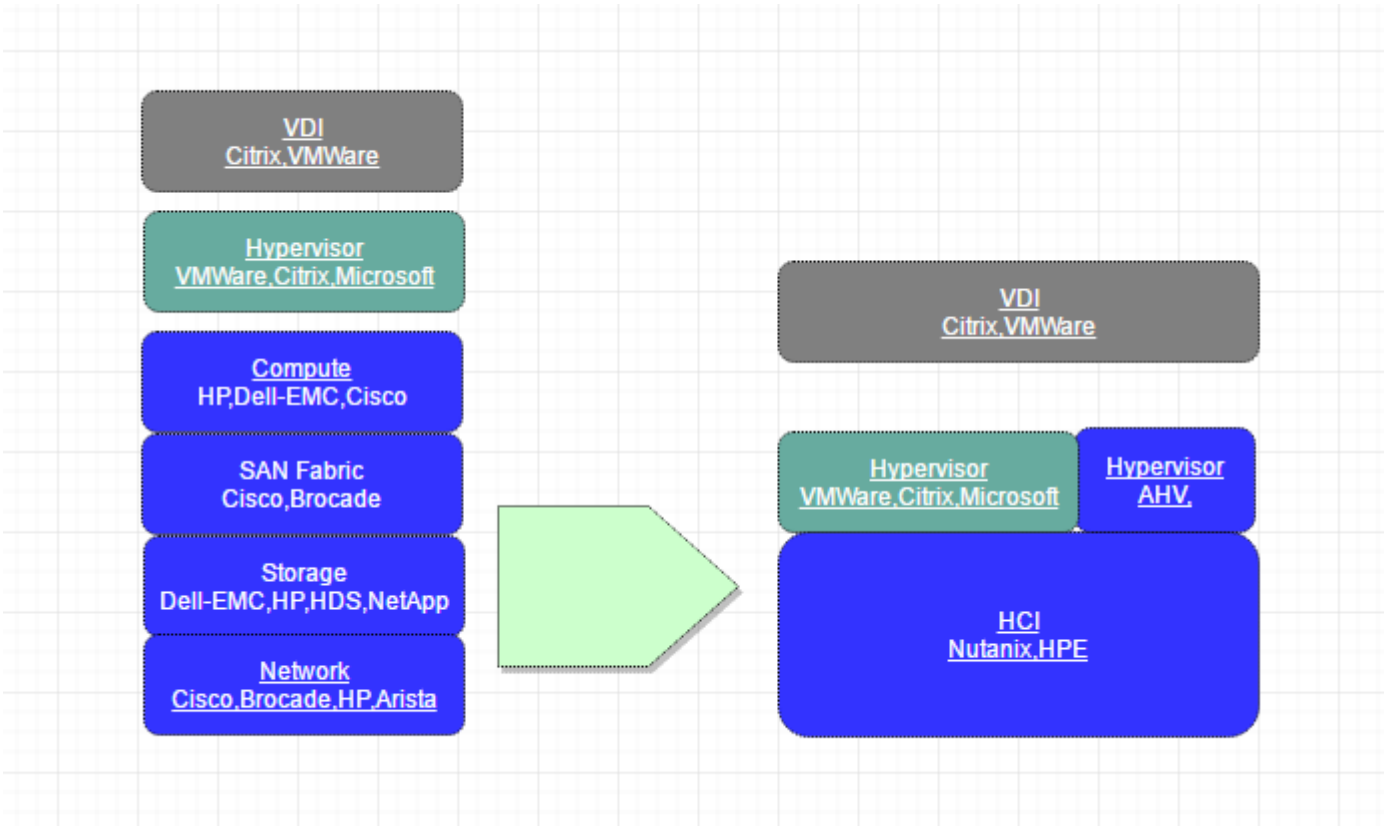 VDI
Citrix,VMWare
Hypervisor
VMWare,Citrix,Microsoft
Compute
HP,Dell-EMC,Cisco
SAN Fabric
Cisco,Brocade
Storage
Dell-EMC,HP,HDS,NetApp
Network
Cisco,Brocade,HP,Arista
VDI
Citrix,VMWare
Hypervisor
VMWare,Citrix,Microsoft
Hypervisor
AHV,
HCI
Nutanix,HPE